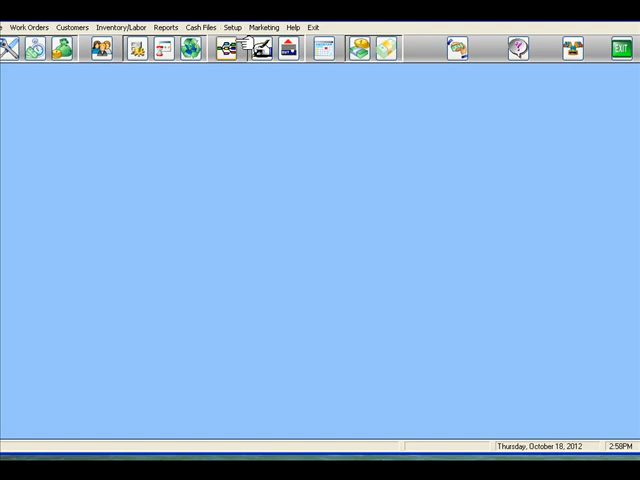 e Work Orders Customers Inventory/Labor Reports Cash Files Setup Marketing Help Exit
EXIT
Thursday, October 18, 2012 2:58PM